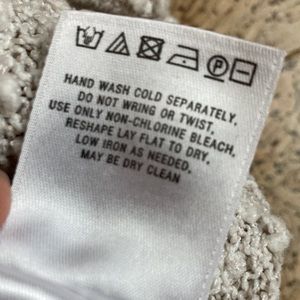 HAND WASH COLD SEPARATELY.
DO NOT WRING OR TWIST.
USE ONLY NON-CHLORINE BLEACH.
RESHAPE LAY FLAT TO DRY.
LOW IRON AS NEEDED.
MAY BE DRY CLEAN